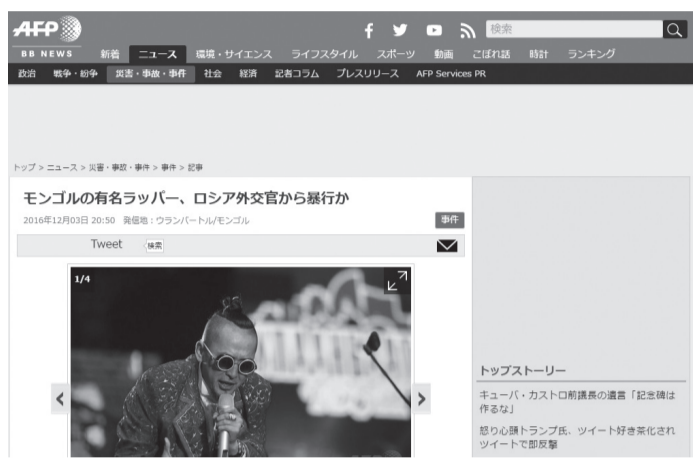 AFP
BB NEWS
検索
新着 ニュース 環境・サイエンス ライフスタイル スポーツ 動画 こぼれ話 時計 ランキング
政治 戦争・紛争 災害・事故・事件 社会 経済 記者コラム プレスリリース AFP Services PR
トップ > ニュース > 災害・事故・事件 > 事件 > 記事
モンゴルの有名ラッパー、ロシア外交官から暴行か
2016年12月03日 20:50 発信地：ウランバートル/モンゴル
事件
Tweet 検索
1/4
AFP
トップストーリー
キューバ・カストロ前議長の遺言「記念碑は
作るな」
怒り心頭トランプ氏、ツイート好き茶化され
ツイートで即反撃